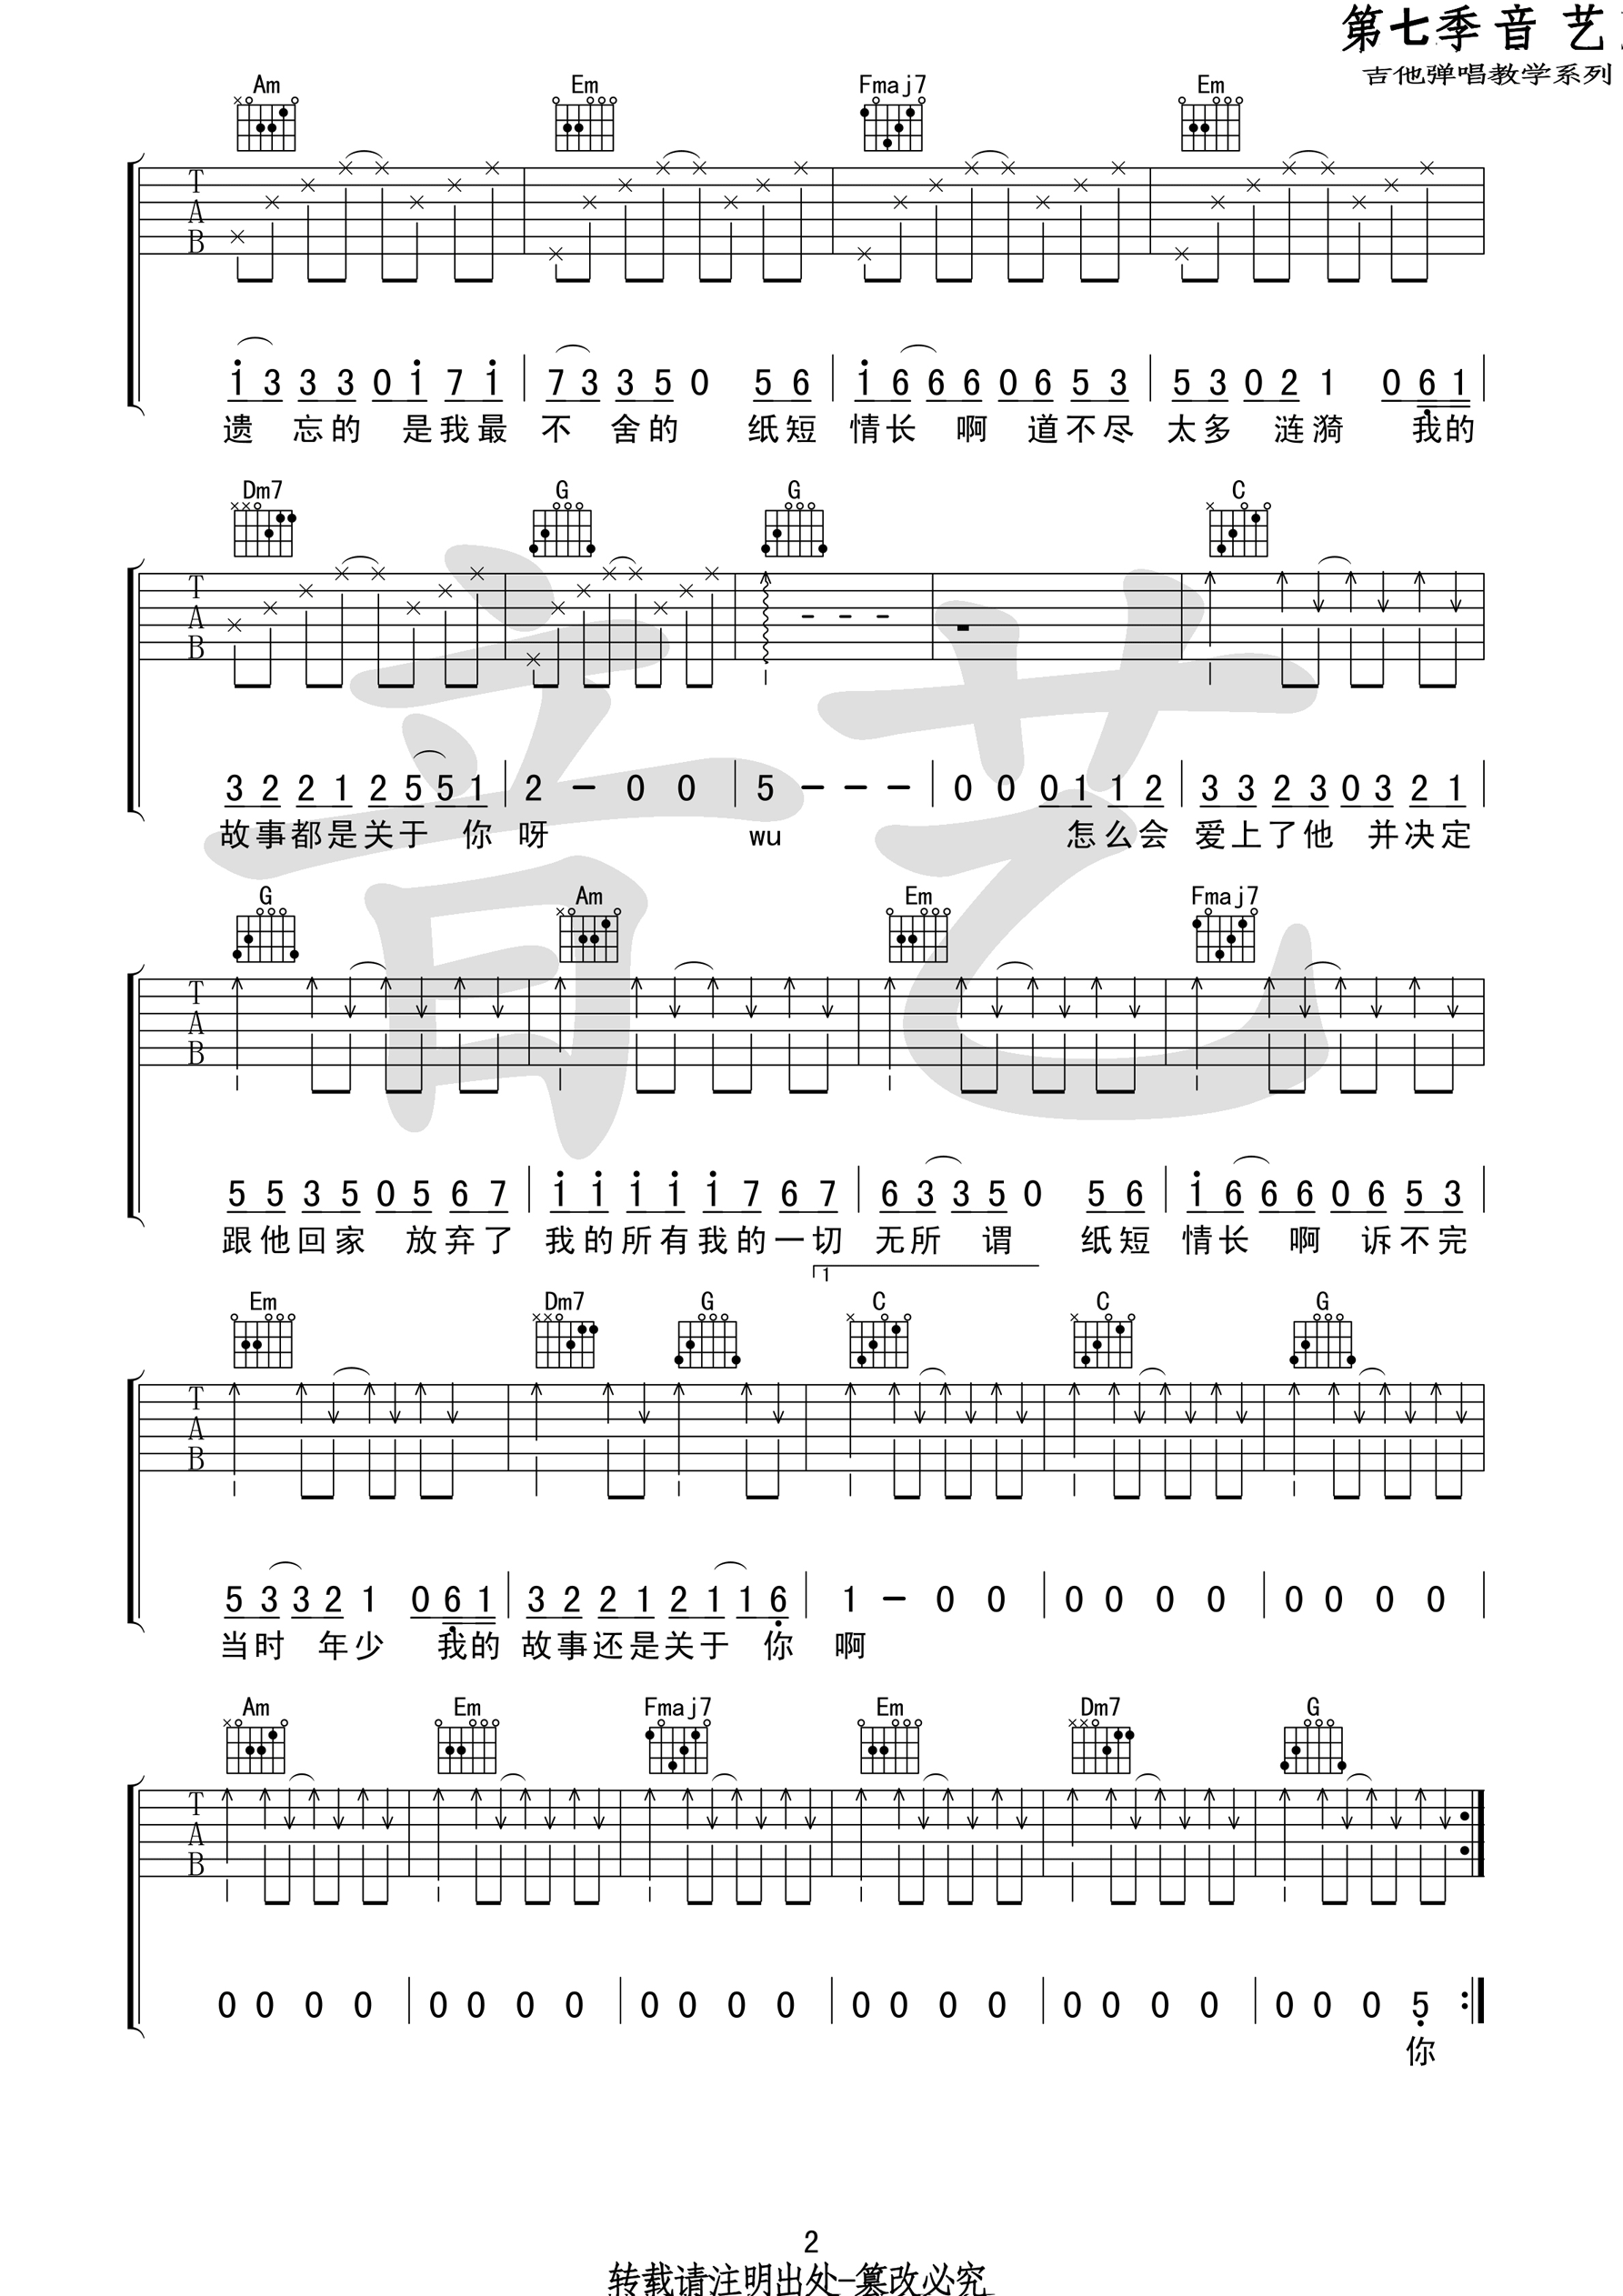 第七季音 艺
吉他弹唱教学系列
Am Em Fmaj7 Em
T
A
B
1 3 3 3 0 1 7 1 | 7 3 3 5 0 5 6 | 1 6 6 6 0 6 5 3 | 5 3 0 2 1 0 6 1 |
遗 忘的 是我最 不 舍的 纸短 情长 啊 道不尽 太多 涟漪 我的
Dm7 G G C
T
A
B
3 2 2 1 2 5 5 1 | 2 - 0 0 | 5 - - - | 0 0 0 1 1 2 | 3 3 2 3 0 3 2 1 |
故事都是关于 你 呀 wu 怎么会 爱上了他 并决定
音艺
G Am Em Fmaj7
T
A
B
5 5 3 5 0 5 6 7 | 1 1 1 1 1 7 6 7 | 6 3 3 5 0 5 6 | 1 6 6 6 0 6 5 3 |
跟他回家 放弃了 我的所有我的一切 无所 谓 纸短 情长 啊 诉不完
1
Em Dm7 G C C G
T
A
B
5 3 3 2 1 0 6 1 | 3 2 2 1 2 1 1 6 | 1 - 0 0 | 0 0 0 0 | 0 0 0 0 |
当时 年少 我的 故事还是关于 你 啊
Am Em Fmaj7 Em Dm7 G
T
A
B
0 0 0 0 | 0 0 0 0 | 0 0 0 0 | 0 0 0 0 | 0 0 0 0 | 0 0 0 5 :|
你
2
转载请注明出处-篡改必究